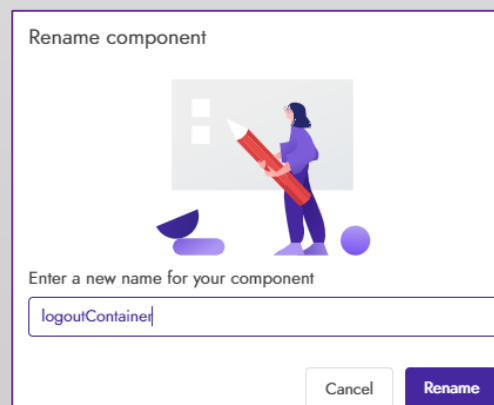 Rename component
Enter a new name for your component
logoutContainer
Cancel Rename